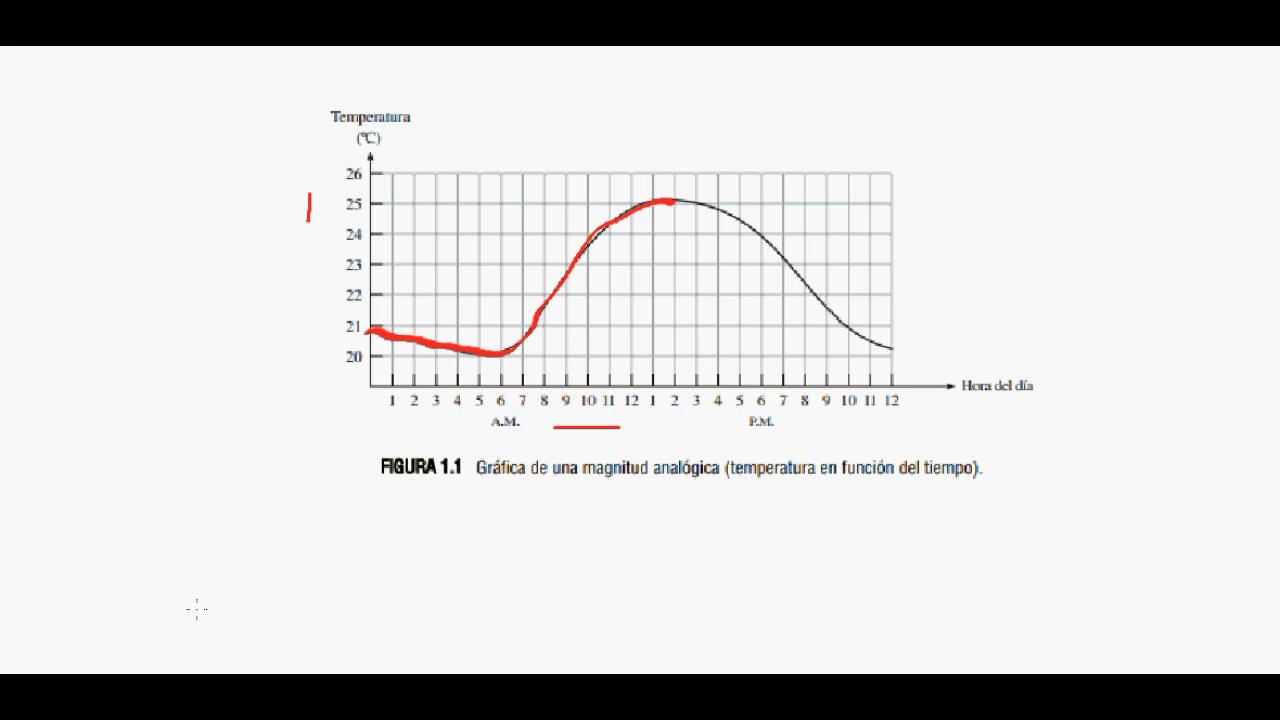 Temperatura
(ºC)
26
25
24
23
22
21
20
1 2 3 4 5 6 7 8 9 10 11 12 1 2 3 4 5 6 7 8 9 10 11 12
Hora del día
A.M.
P.M.
FIGURA 1.1 Gráfica de una magnitud analógica (temperatura en función del tiempo).